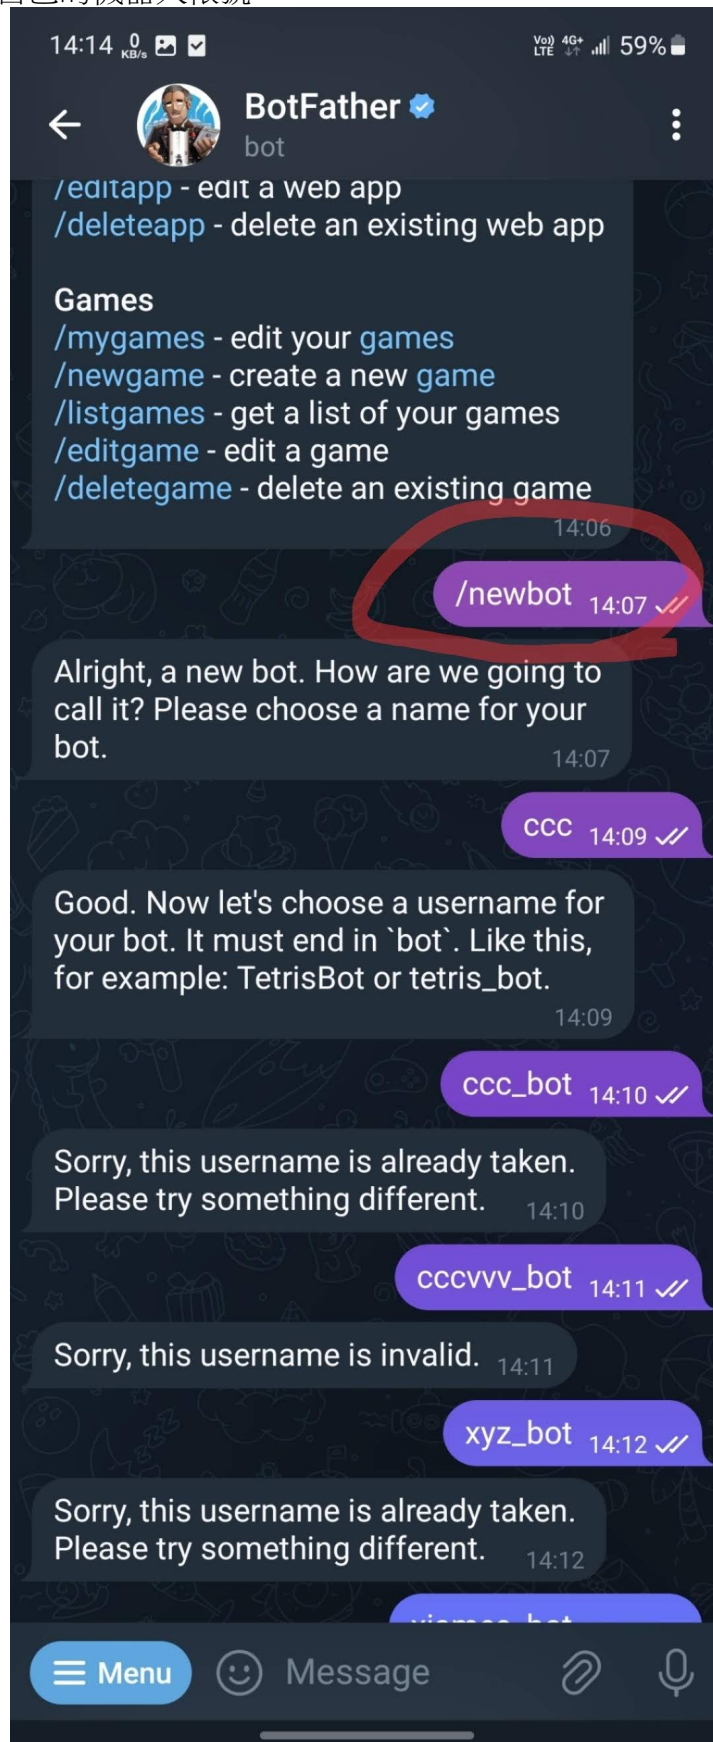 14:14 0 KB/s Vo)) LTE 4G+ 59%
BotFather
bot
/editapp - edit a web app
/deleteapp - delete an existing web app
Games
/mygames - edit your games
/newgame - create a new game
/listgames - get a list of your games
/editgame - edit a game
/deletegame - delete an existing game
14:06
/newbot 14:07
Alright, a new bot. How are we going to
call it? Please choose a name for your
bot.
14:07
ccc 14:09
Good. Now let's choose a username for
your bot. It must end in `bot`. Like this,
for example: TetrisBot or tetris_bot.
14:09
ccc_bot 14:10
Sorry, this username is already taken.
Please try something different. 14:10
cccvvv_bot 14:11
Sorry, this username is invalid. 14:11
xyz_bot 14:12
Sorry, this username is already taken.
Please try something different. 14:12
Menu Message